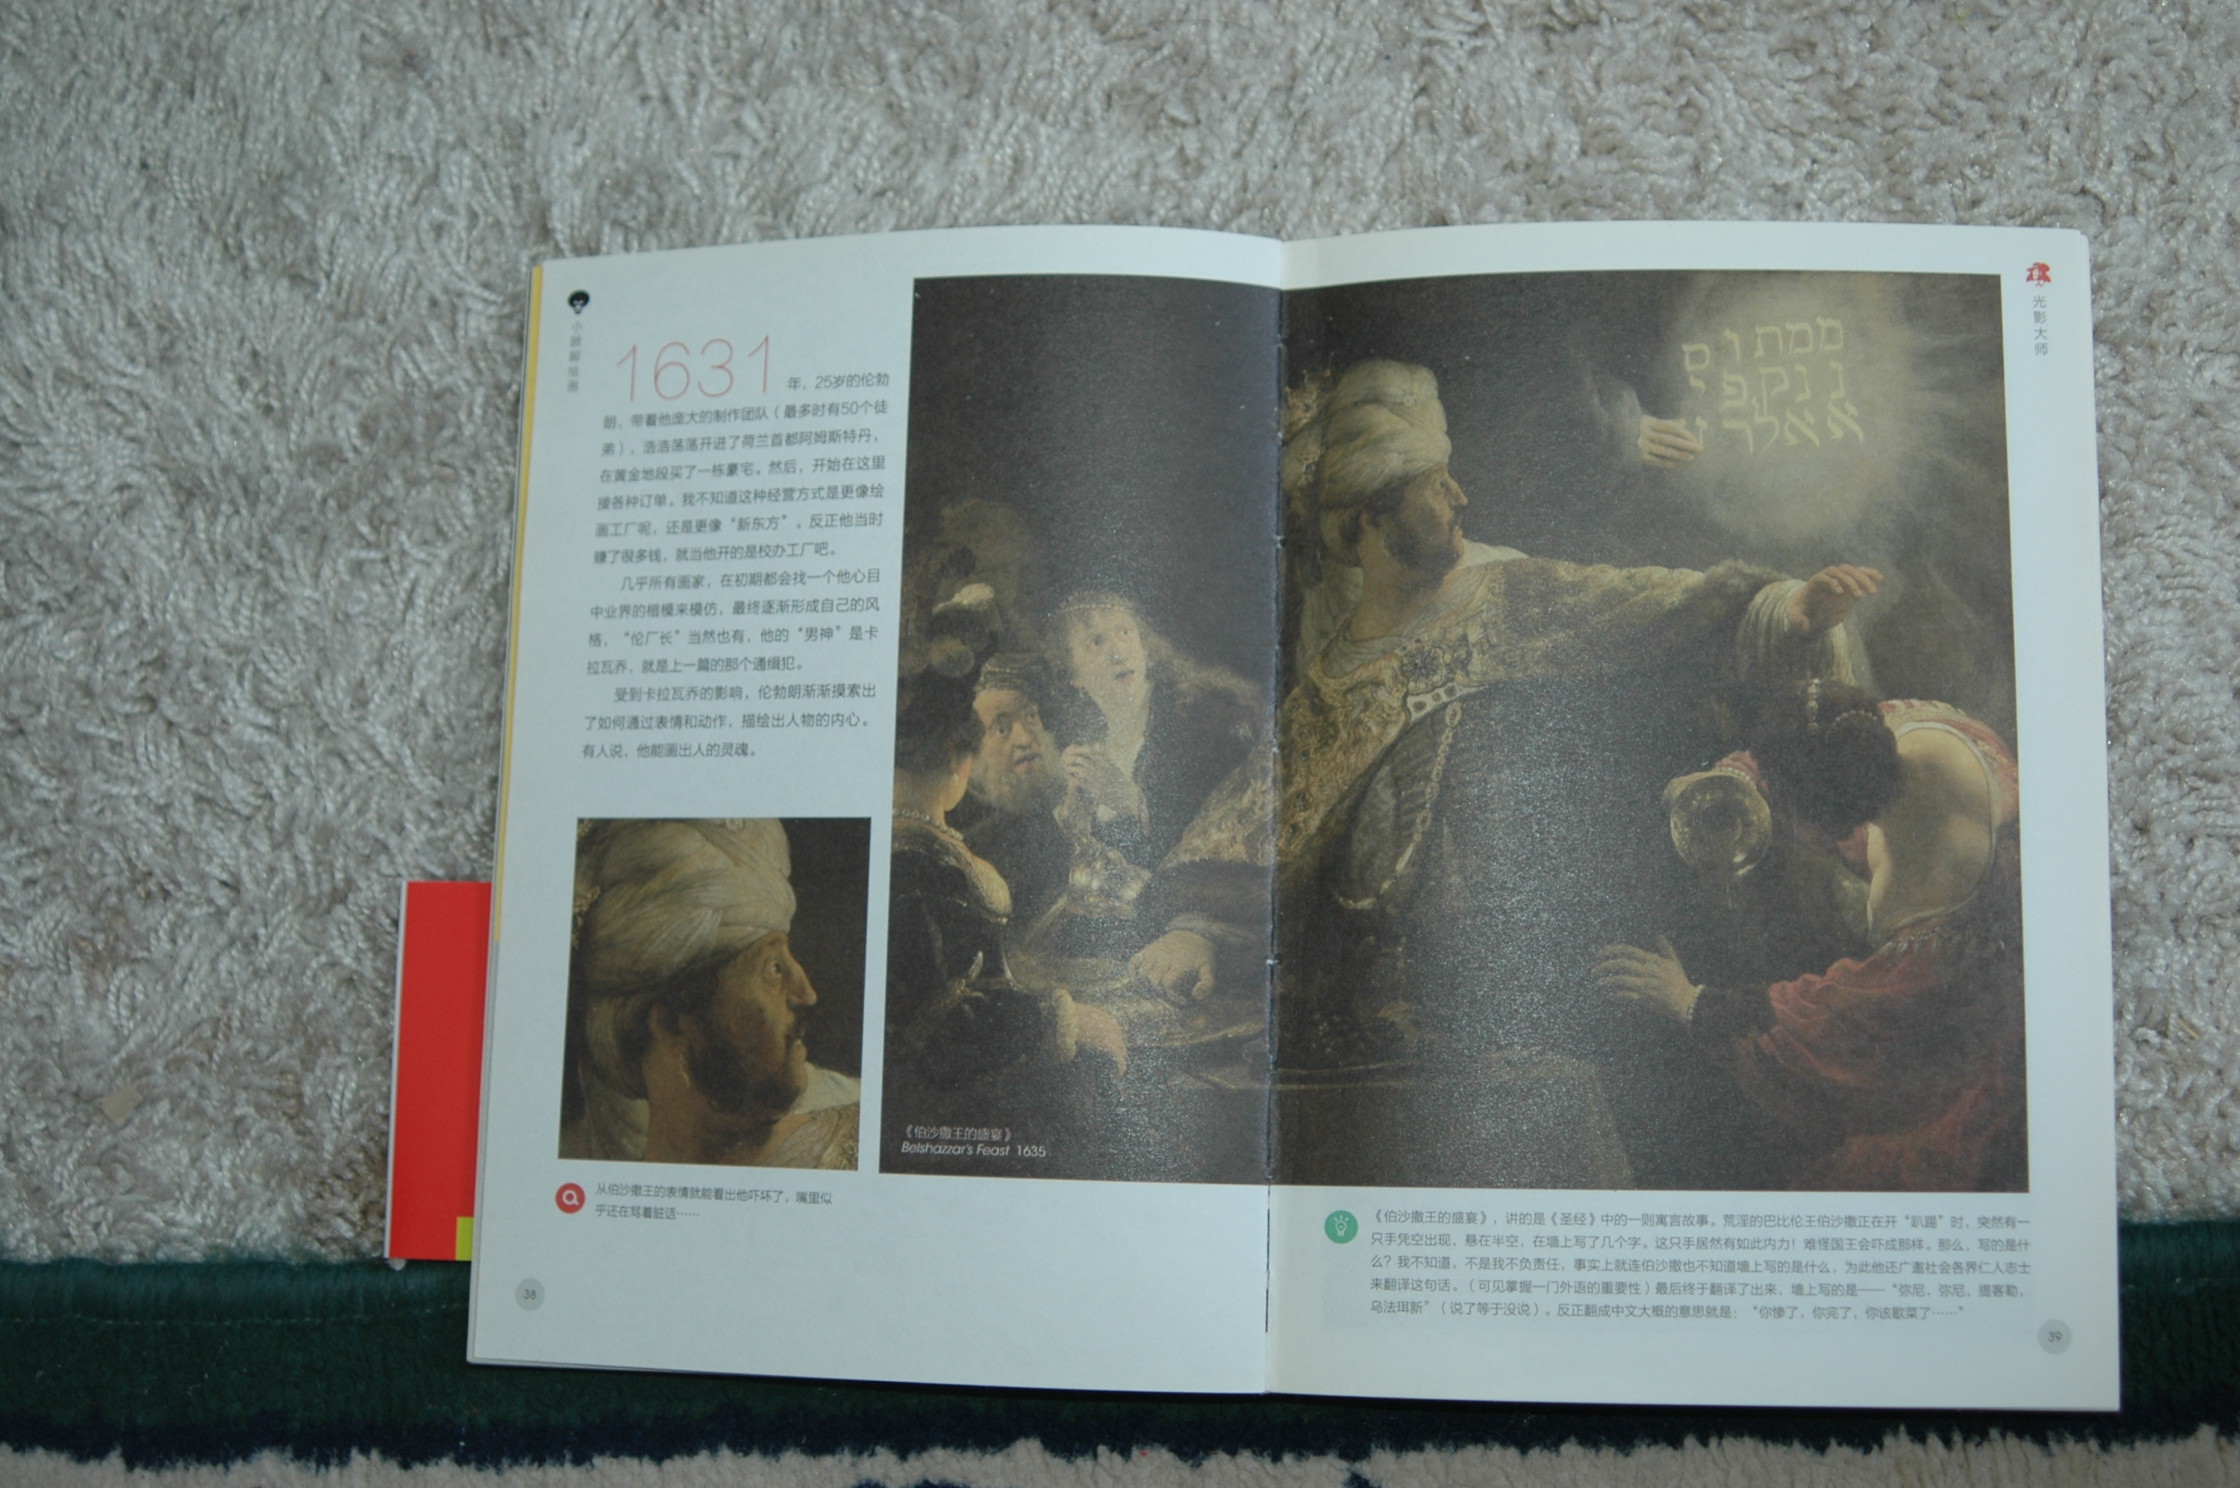 小顾聊绘画
1631年，25岁的伦勃
朗，带着他庞大的制作团队（最多时有50个徒
弟），浩浩荡荡开进了荷兰首都阿姆斯特丹，
在黄金地段买了一栋豪宅。然后，开始在这里
接各种订单。我不知道这种经营方式是更像绘
画工厂呢，还是更像“新东方”。反正他当时
赚了很多钱，就当他开的是校办工厂吧。
几乎所有画家，在初期都会找一个他心目
中业界的楷模来模仿，最终逐渐形成自己的风
格，“伦厂长”当然也有，他的“男神”是卡
拉瓦乔，就是上一篇的那个通缉犯。
受到卡拉瓦乔的影响，伦勃朗渐渐摸索出
了如何通过表情和动作，描绘出人物的内心。
有人说，他能画出人的灵魂。
从伯沙撒王的表情就能看出他吓坏了，嘴里似
乎还在骂着脏话……
38
《伯沙撒王的盛宴》
Belshazzar's Feast 1635
光影大师
ממתוס
ננקפי
אאלר
《伯沙撒王的盛宴》，讲的是《圣经》中的一则寓言故事。荒淫的巴比伦王伯沙撒正在开“趴踢”时，突然有一
只手凭空出现，悬在半空，在墙上写了几个字。这只手居然有如此内力！难怪国王会吓成那样。那么，写的是什
么？我不知道，不是我不负责任，事实上就连伯沙撒也不知道墙上写的是什么，为此他还广邀社会各界仁人志士
来翻译这句话。（可见掌握一门外语的重要性）最后终于翻译了出来，墙上写的是——“弥尼，弥尼，提客勒，
乌法珥新”（说了等于没说）。反正翻成中文大概的意思就是：“你惨了，你完了，你该歇菜了……”
39